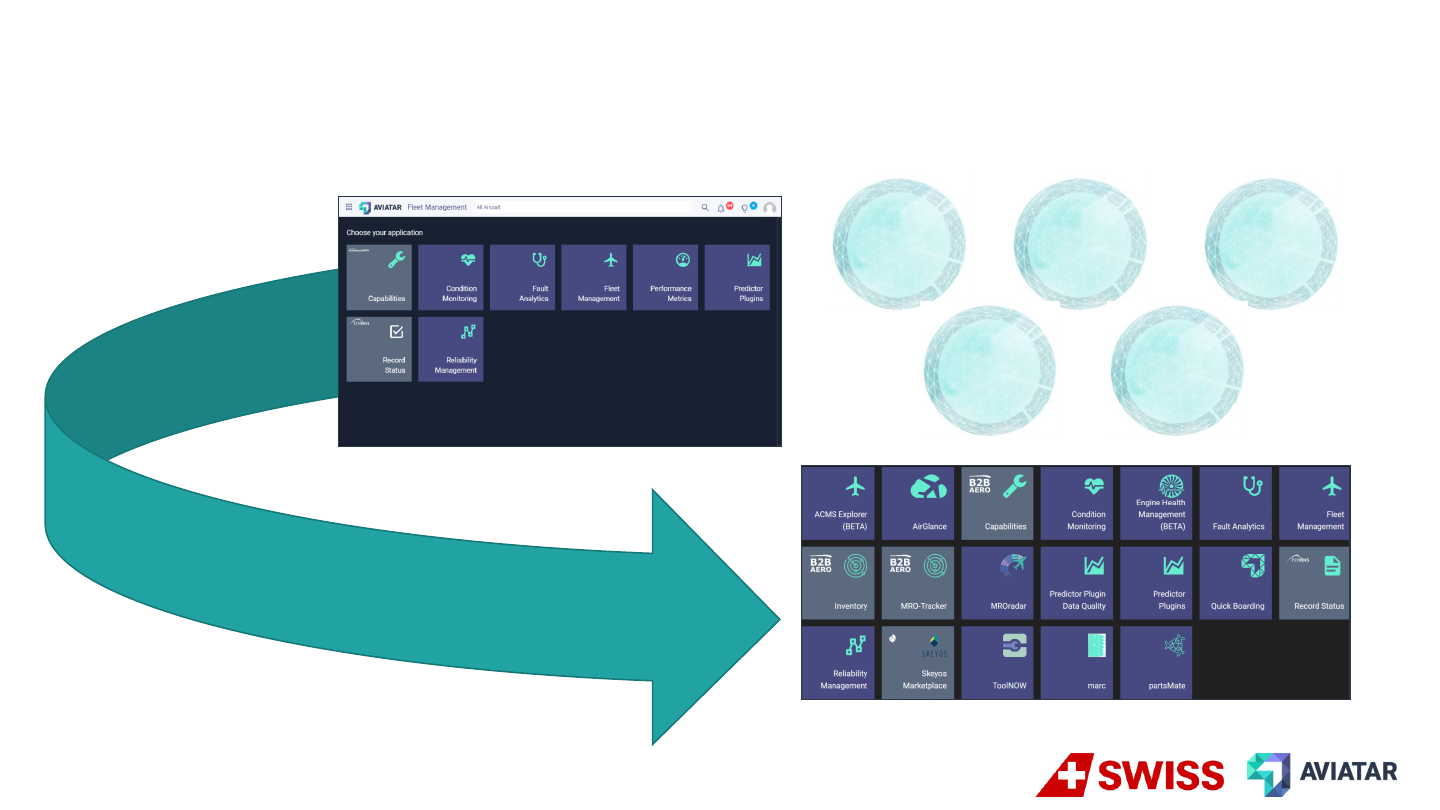 AVIATAR Fleet Management All Aircraft
Choose your application
Capabilities
Condition
Monitoring
Fault
Analytics
Fleet
Management
Performance
Metrics
Predictor
Plugins
Record
Status
Reliability
Management
ACMS Explorer
(BETA)
AirGlance
B2B
AERO
Capabilities
Condition
Monitoring
Engine Health
Management
(BETA)
Fault Analytics
Fleet
Management
B2B
AERO
Inventory
B2B
AERO
MRO-Tracker
MROradar
Predictor Plugin
Data Quality
Predictor
Plugins
Quick Boarding
Record Status
Reliability
Management
SKEYOS
Skeyos
Marketplace
ToolNOW
marc
partsMate
SWISS
AVIATAR